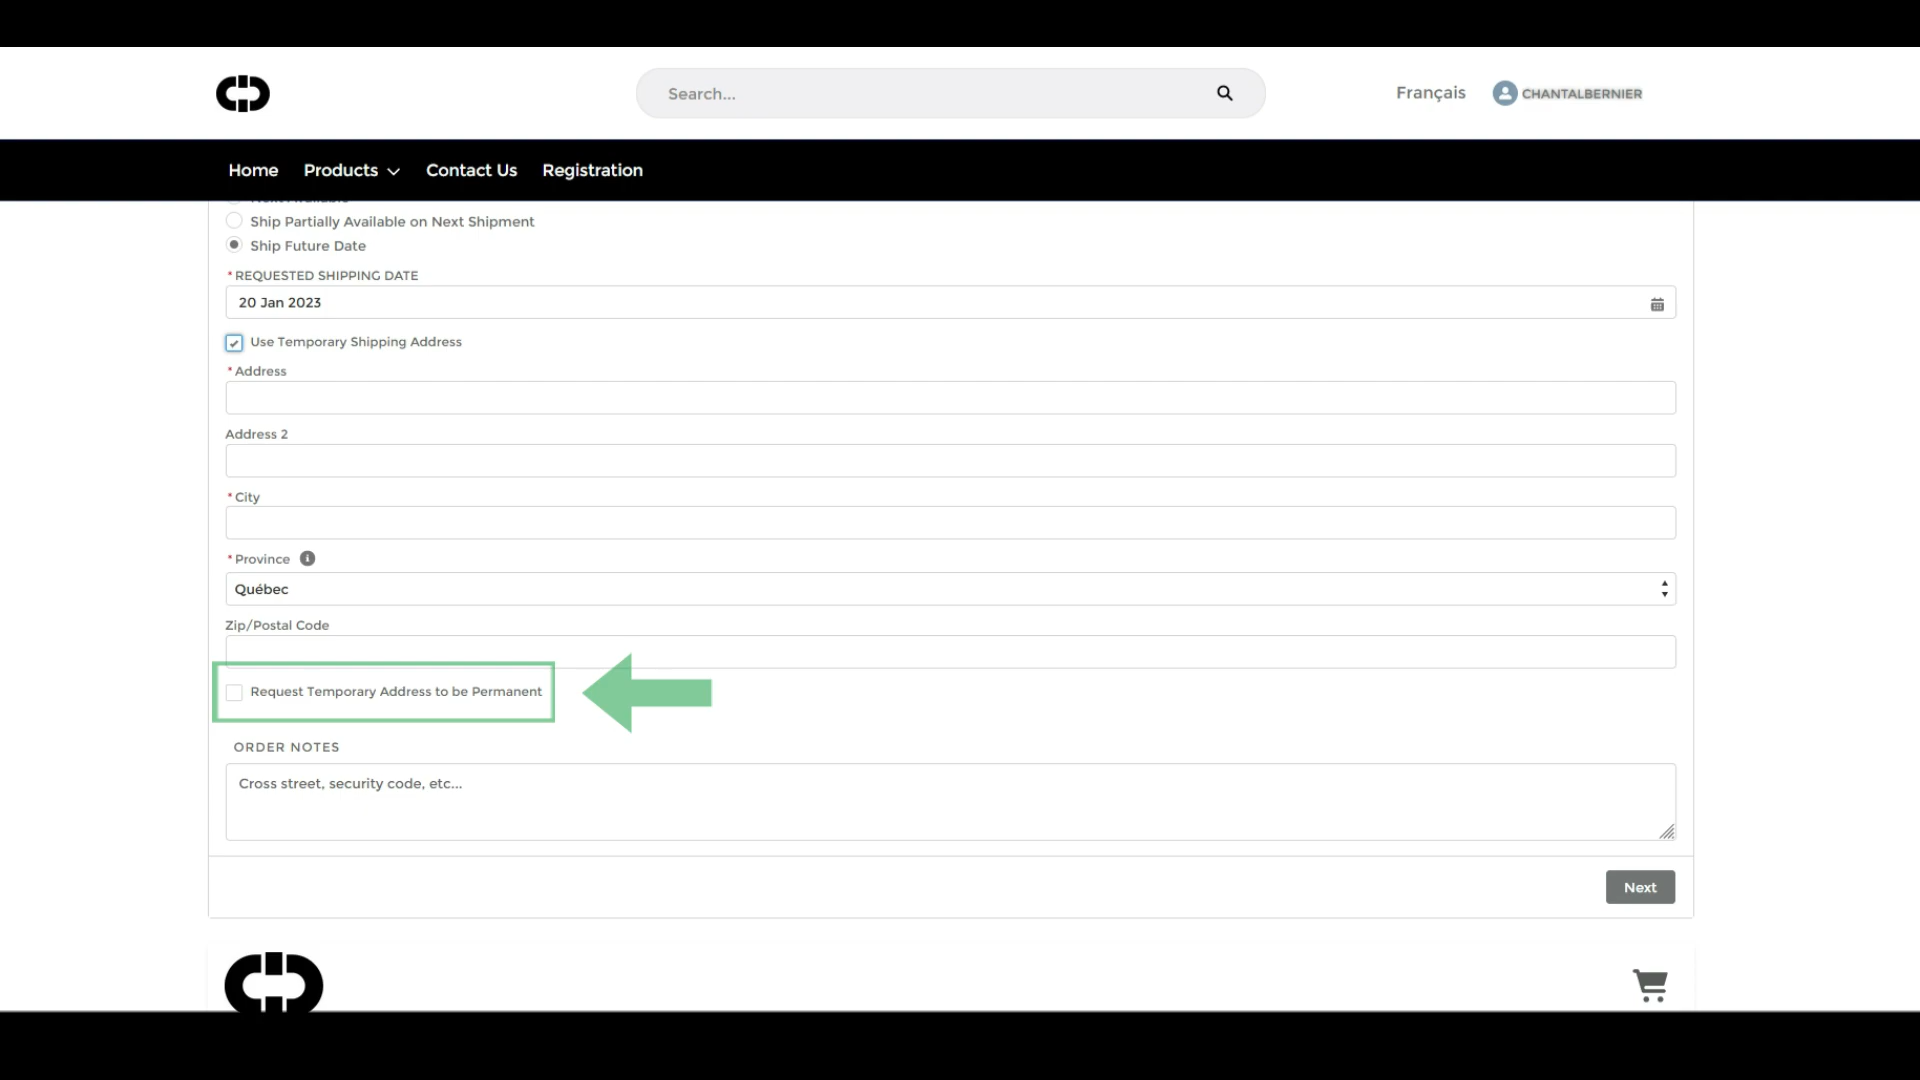 Search...
Français
CHANTALBERNIER
Home
Products
Contact Us
Registration
Ship Partially Available on Next Shipment
Ship Future Date
*REQUESTED SHIPPING DATE
20 Jan 2023
Use Temporary Shipping Address
*Address
Address 2
*City
*Province
Québec
Zip/Postal Code
Request Temporary Address to be Permanent
ORDER NOTES
Cross street, security code, etc...
Next